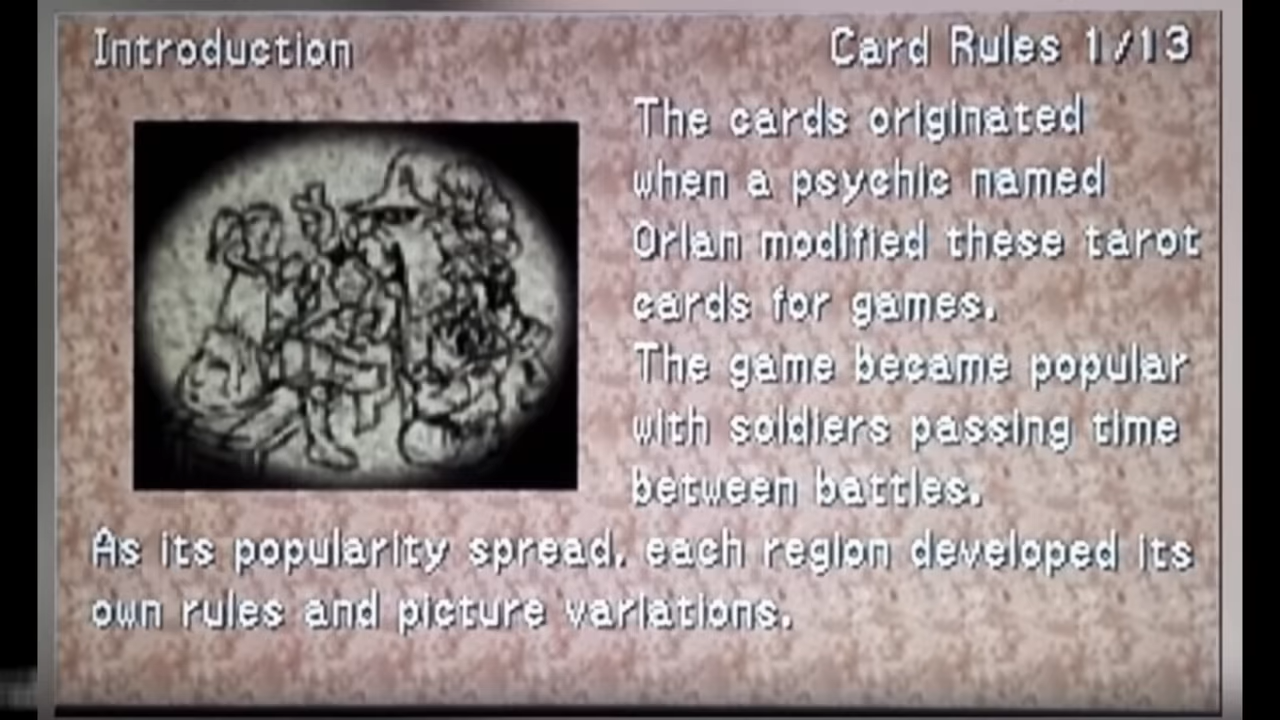 Introduction
Card Rules 1/13
The cards originated
when a psychic named
Orlan modified these tarot
cards for games.
The game became popular
with soldiers passing time
between battles.
As its popularity spread, each region developed its
own rules and picture variations.